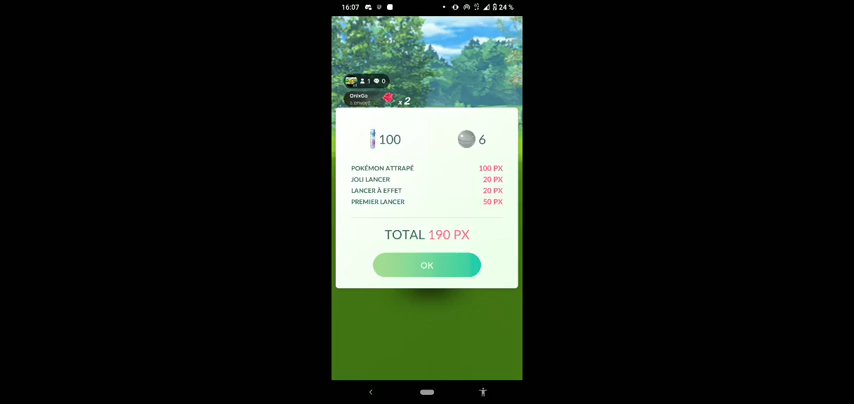 16:07
24 %
1 0
OnixGo
x 2
100 6
POKÉMON ATTRAPÉ 100 PX
JOLI LANCER 20 PX
LANCER À EFFET 20 PX
PREMIER LANCER 50 PX
TOTAL 190 PX
OK